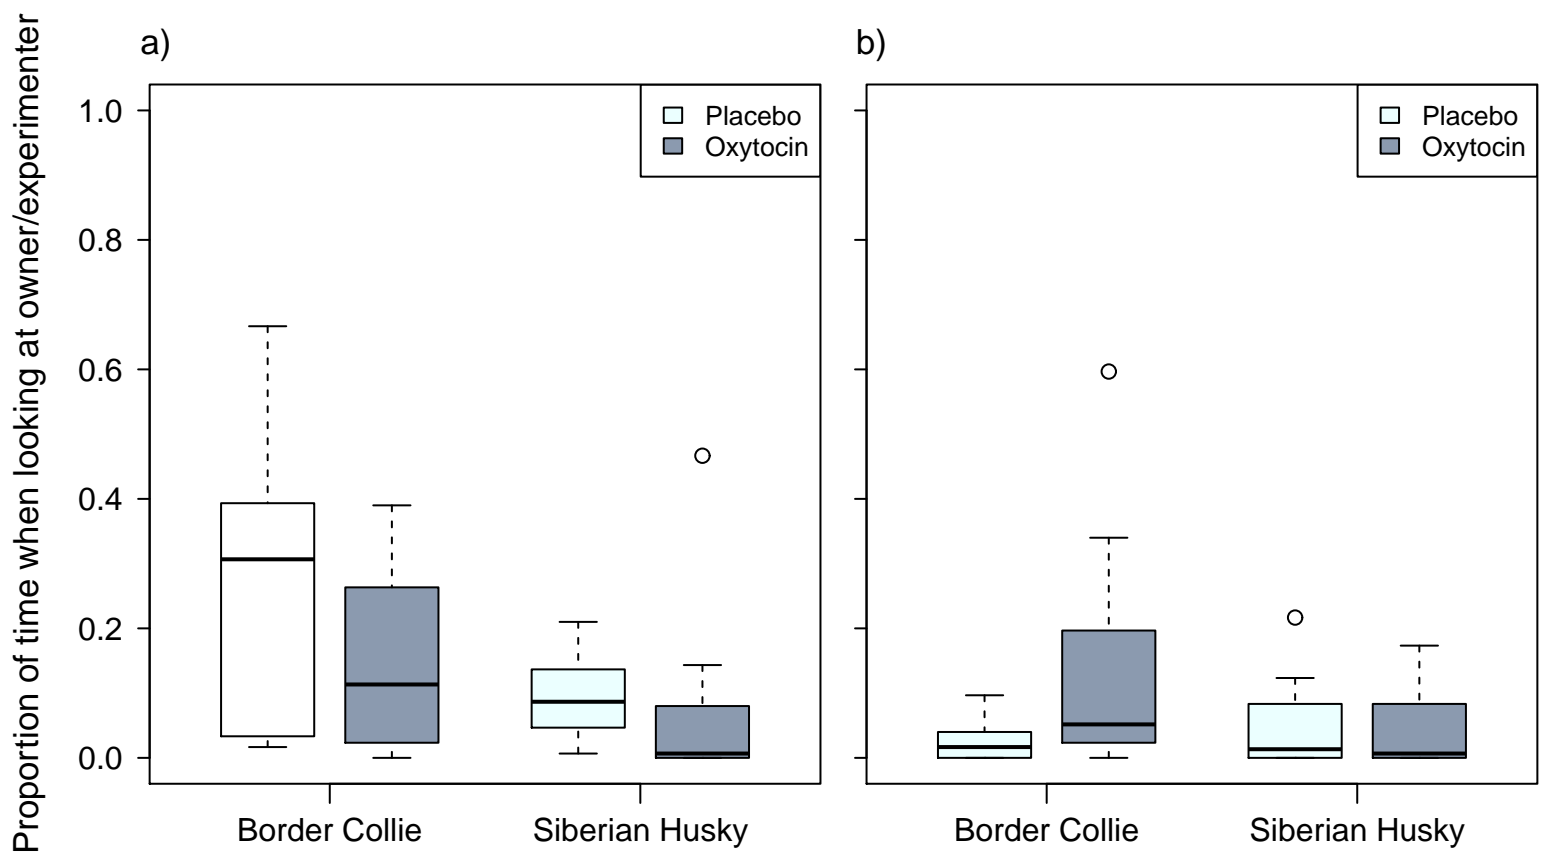 Proportion of time when looking at owner/experimenter
a)
1.0
0.8
0.6
0.4
0.2
0.0
Placebo
Oxytocin
Border Collie
Siberian Husky
b)
Placebo
Oxytocin
Border Collie
Siberian Husky